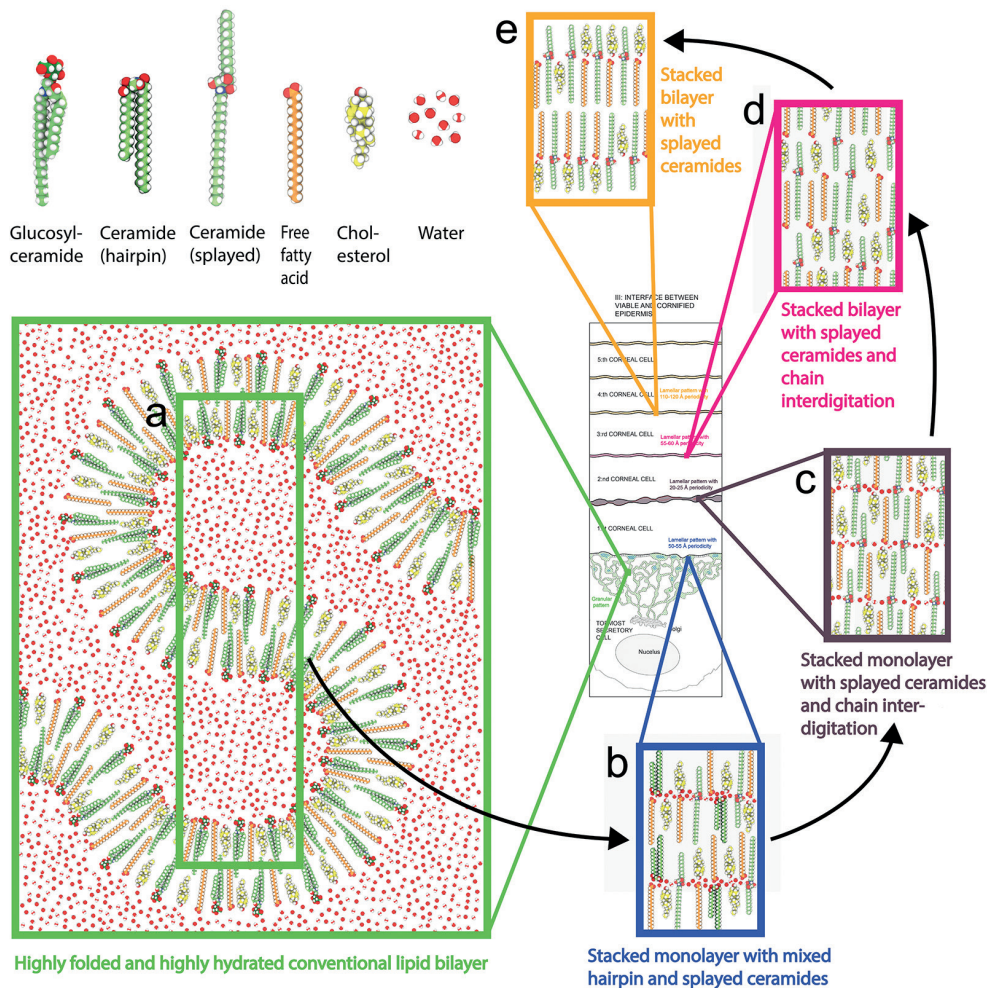 Glucosyl-
ceramide
Ceramide
(hairpin)
Ceramide
(splayed)
Free
fatty
acid
Chol-
esterol
Water
e
Stacked
bilayer
with
splayed
ceramides
d
Stacked bilayer
with splayed
ceramides and
chain
interdigitation
III: INTERFACE BETWEEN
VIABLE AND CORNIFIED
EPIDERMIS
5:th CORNEAL CELL
4:th CORNEAL CELL
Lamellar pattern with
110-120 Å periodicity
3:rd CORNEAL CELL
Lamellar pattern with
55-60 Å periodicity
2:nd CORNEAL CELL
Lamellar pattern with
20-25 Å periodicity
CORNEAL CELL
Lamellar pattern with
50-55 Å periodicity
Granular
pattern
TOPMOST
SECRETORY
CELL
Golgi
Nucelus
a
c
Stacked monolayer
with splayed ceramides
and chain inter-
digitation
b
Stacked monolayer with mixed
hairpin and splayed ceramides
Highly folded and highly hydrated conventional lipid bilayer